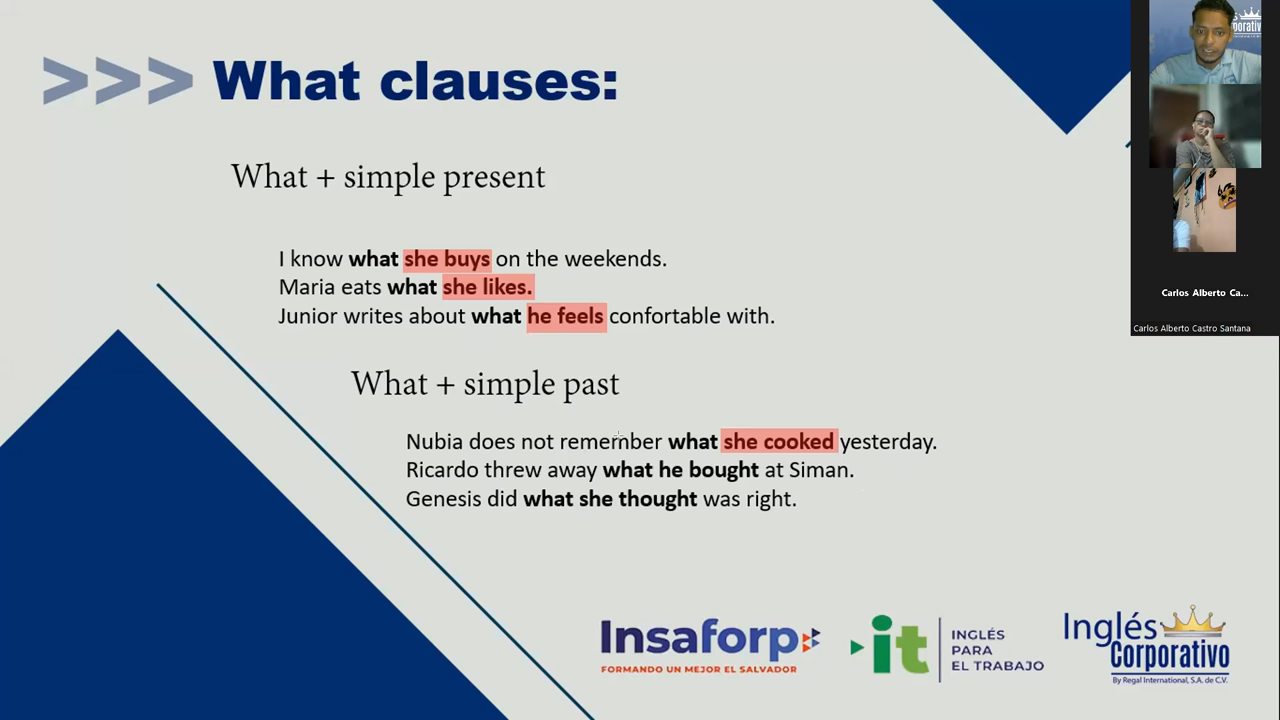 >>> What clauses:
What + simple present
I know what she buys on the weekends.
Maria eats what she likes.
Junior writes about what he feels confortable with.
What + simple past
Nubia does not remember what she cooked yesterday.
Ricardo threw away what he bought at Siman.
Genesis did what she thought was right.
Insaforp
FORMANDO UN MEJOR EL SALVADOR
it
INGLÉS
PARA
EL TRABAJO
Inglés
Corporativo
By Regal International, S.A. de C.V.
Carlos Alberto Ca...
Carlos Alberto Castro Santana